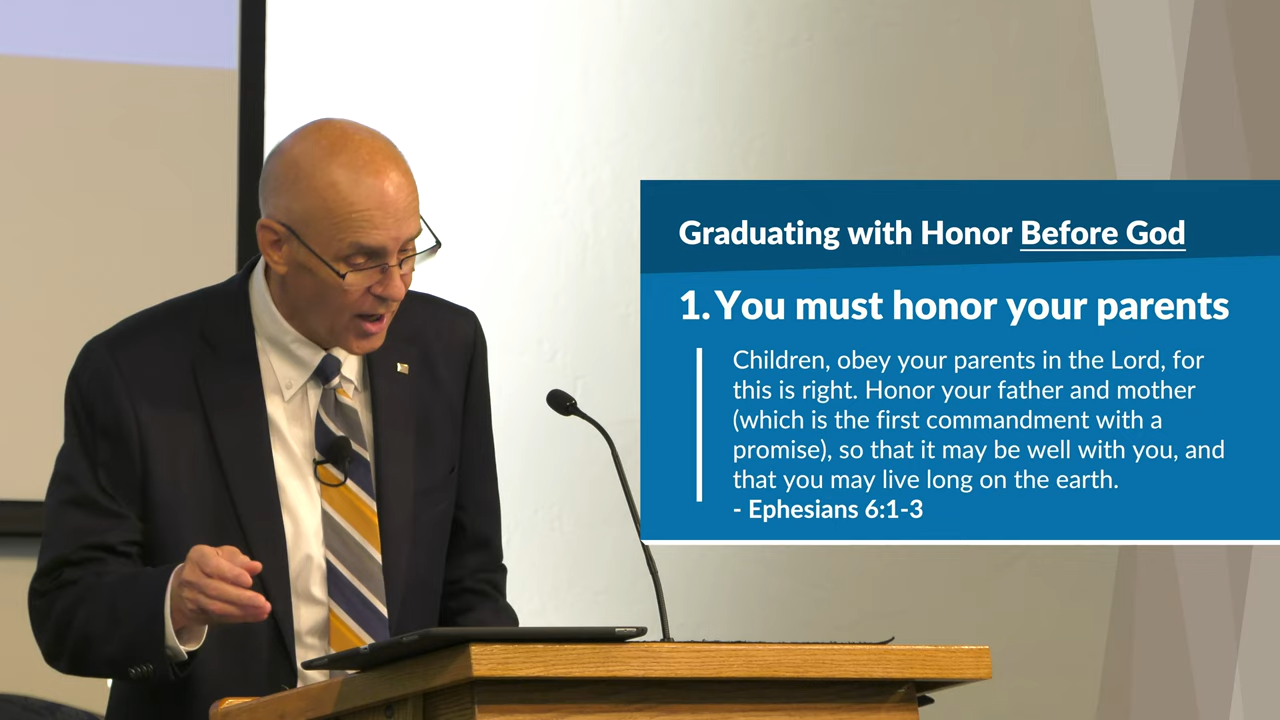 Graduating with Honor Before God
1. You must honor your parents
Children, obey your parents in the Lord, for
this is right. Honor your father and mother
(which is the first commandment with a
promise), so that it may be well with you, and
that you may live long on the earth.
- Ephesians 6:1-3